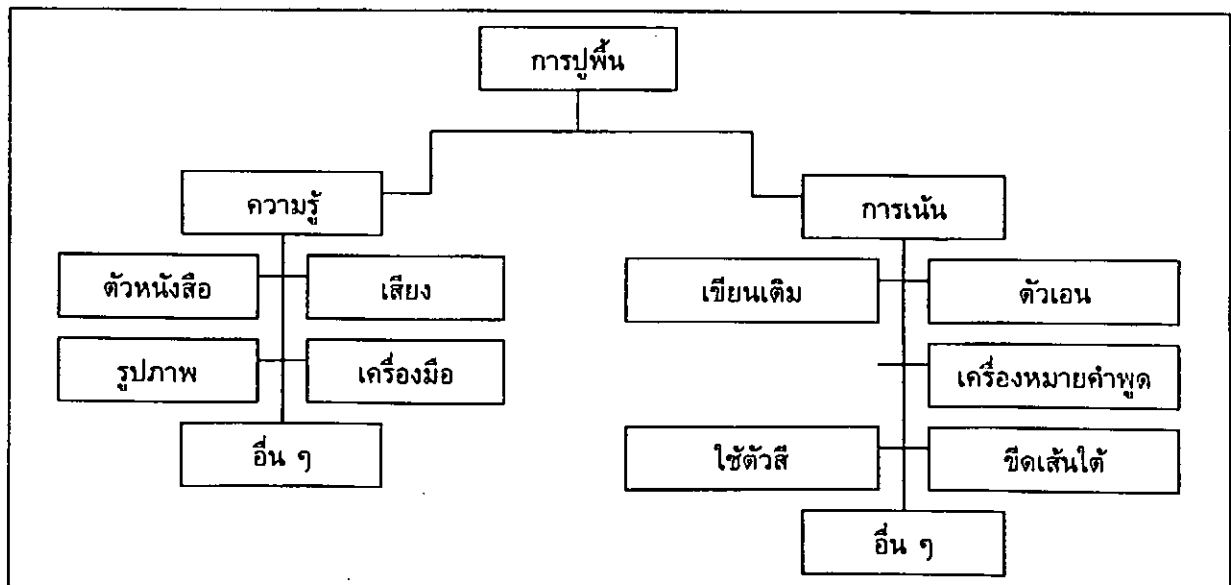 การปูพื้น
ความรู้
การเน้น
ตัวหนังสือ
เสียง
เขียนเติม
ตัวเอน
รูปภาพ
เครื่องมือ
เครื่องหมายคำพูด
อื่น ๆ
ใช้ตัวสี
ขีดเส้นใต้
อื่น ๆ